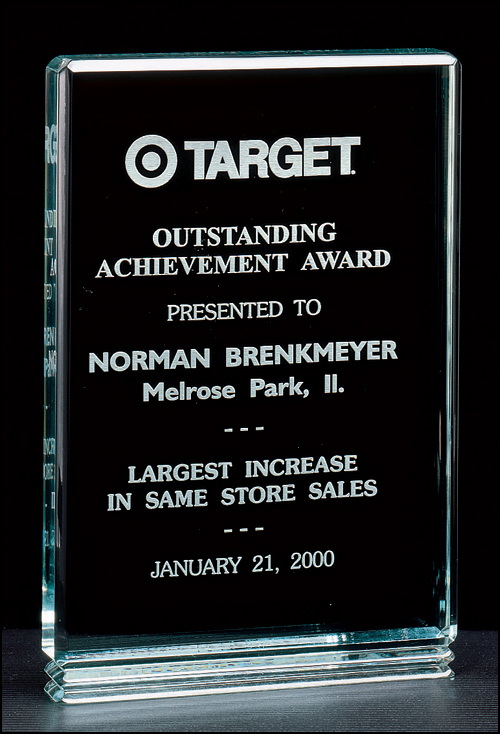 TARGET
OUTSTANDING
ACHIEVEMENT AWARD
PRESENTED TO
NORMAN BRENKMEYER
Melrose Park, Il.
- - -
LARGEST INCREASE
IN SAME STORE SALES
- - -
JANUARY 21, 2000